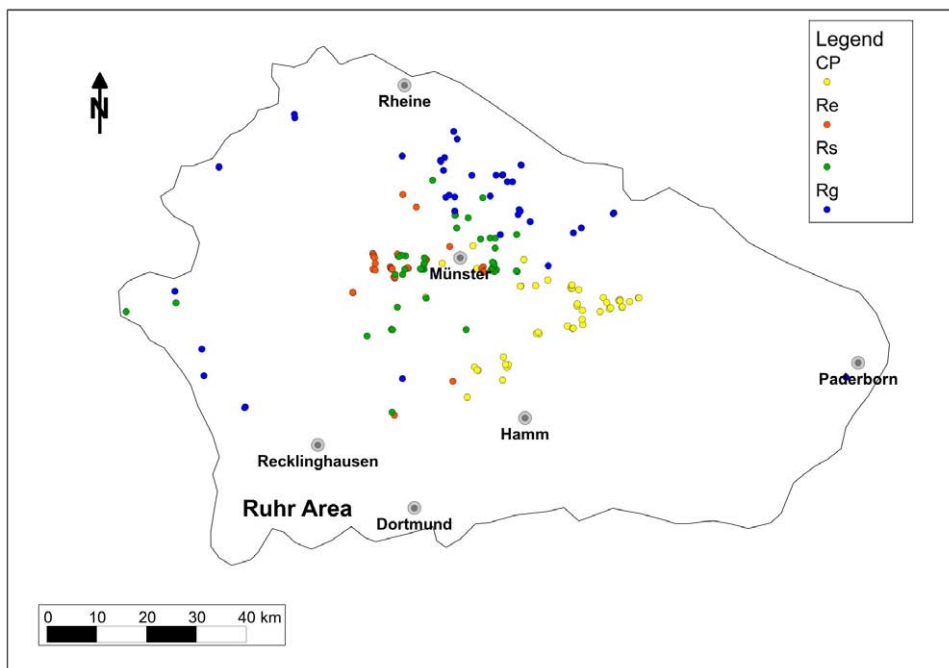 Legend
CP
Re
Rs
Rg
N
Rheine
Münster
Paderborn
Hamm
Recklinghausen
Ruhr Area
Dortmund
0 10 20 30 40 km